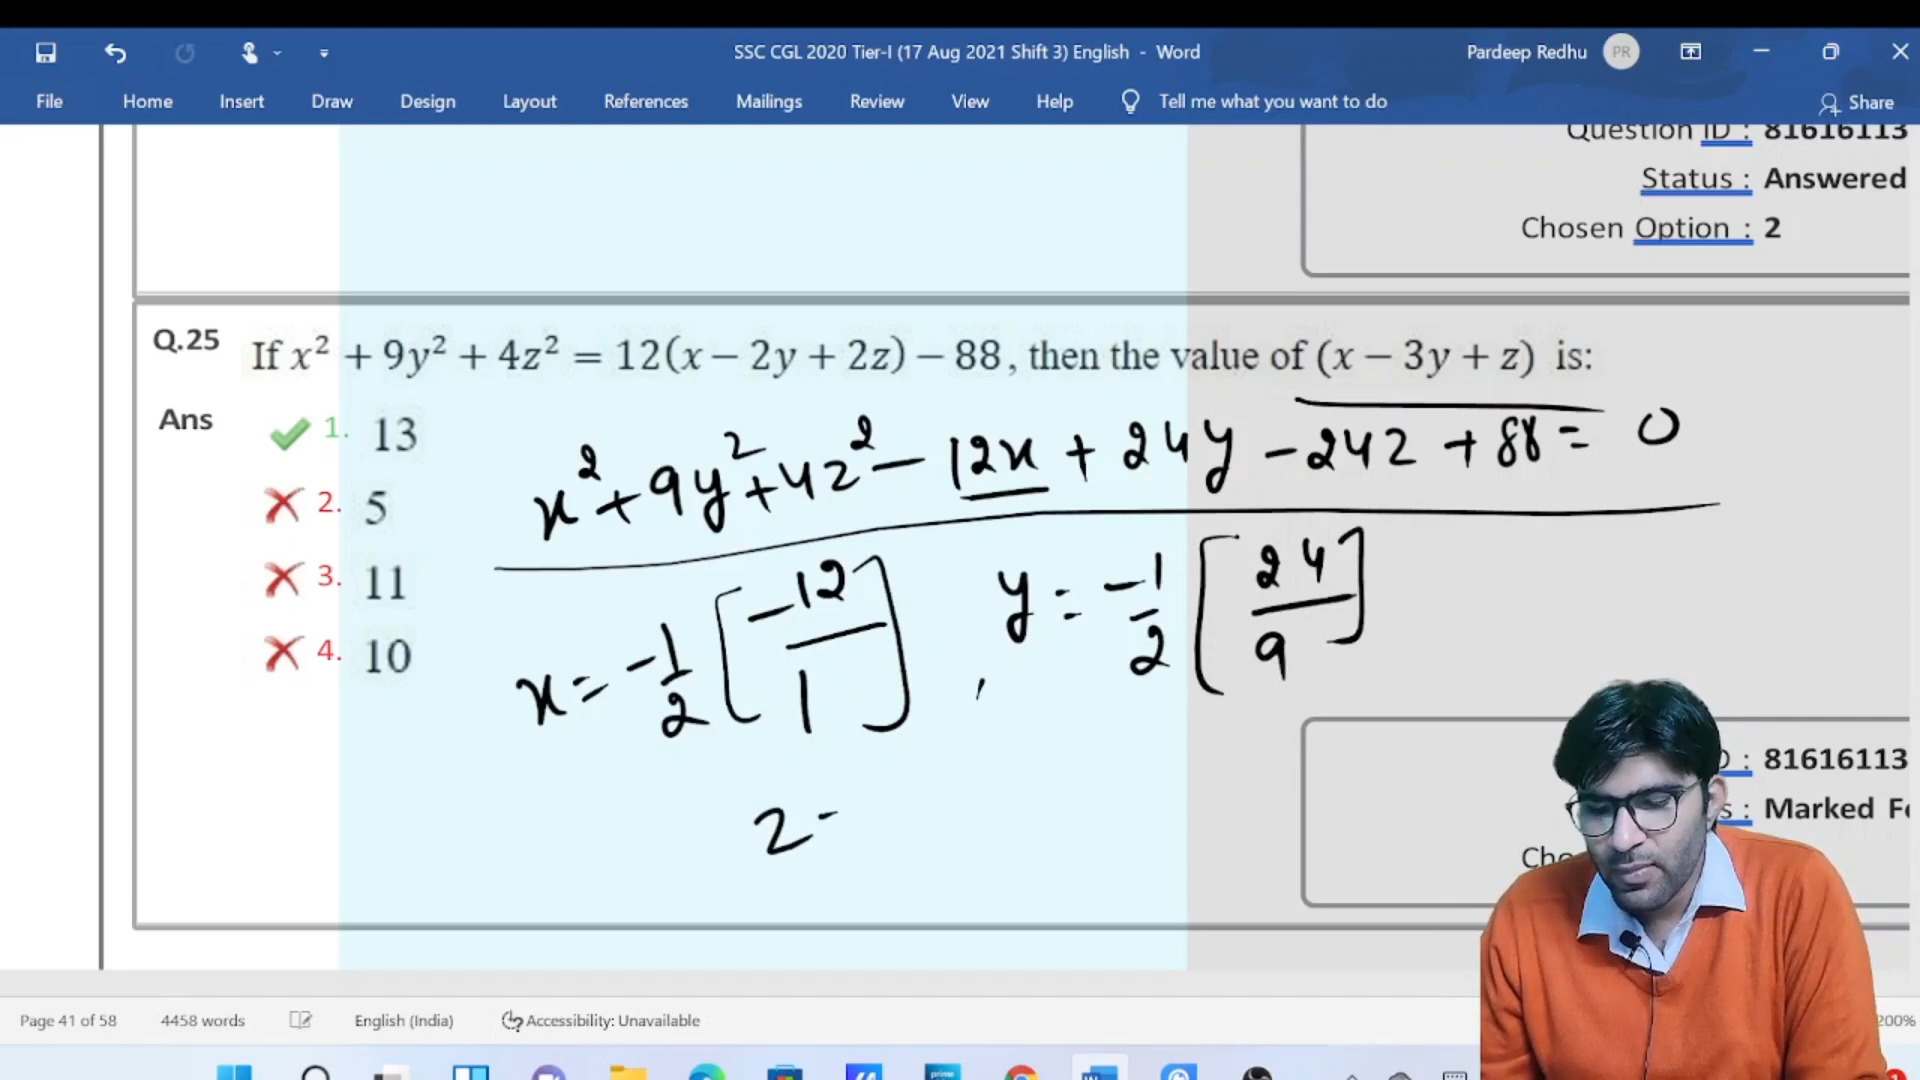 SSC CGL 2020 Tier-I (17 Aug 2021 Shift 3) English - Word
Pardeep Redhu PR
File Home Insert Draw Design Layout References Mailings Review View Help Tell me what you want to do Share
Question ID : 81616113
Status : Answered
Chosen Option : 2
Q.25 If x² + 9y² + 4z² = 12(x − 2y + 2z) − 88, then the value of (x − 3y + z) is:
Ans 1. 13
2. 5
3. 11
4. 10
x² + 9y² + 4z² − 12x + 24y − 24z + 88 = 0
x = -1/2 [-12/1] , y = -1/2 [24/9]
z -
: 81616113
: Marked
Page 41 of 58 4458 words English (India) Accessibility: Unavailable 200%
prime